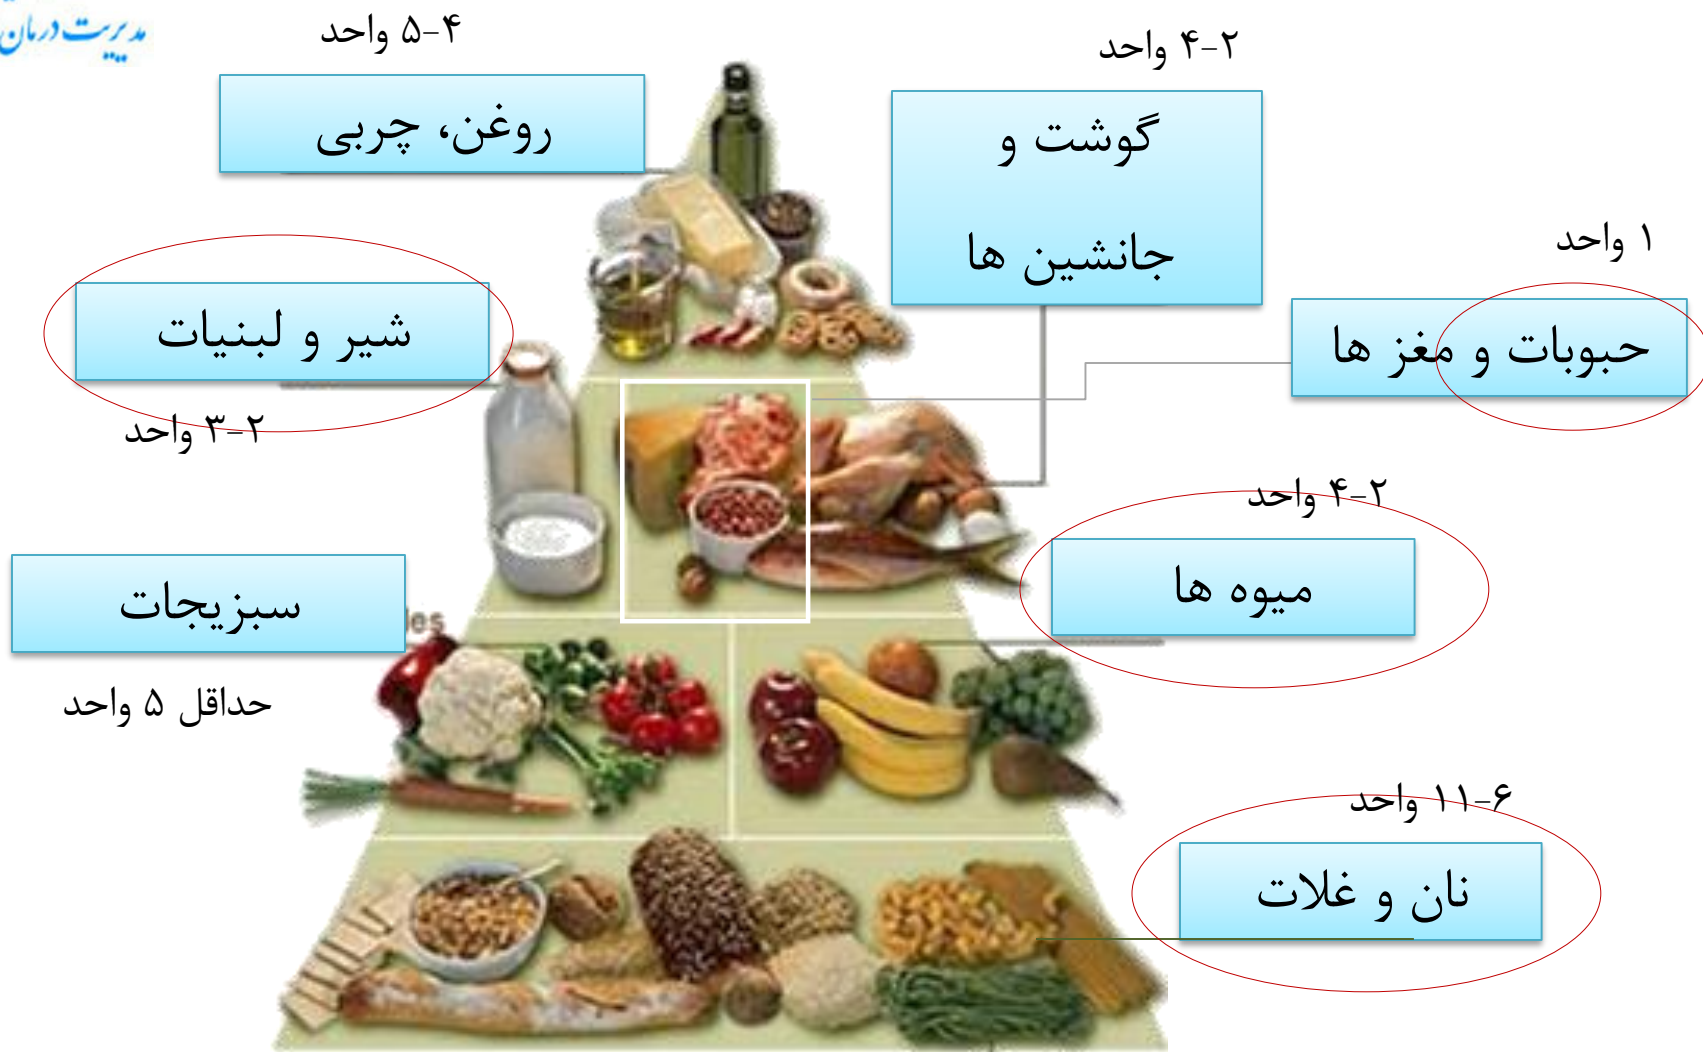 مدیریت درمان
۵-۴ واحد
روغن، چربی
۴-۲ واحد
گوشت و
جانشین ها
۱ واحد
حبوبات و مغز ها
شیر و لبنیات
۳-۲ واحد
۴-۲ واحد
میوه ها
سبزیجات
les
حداقل ۵ واحد
۱۱-۶ واحد
نان و غلات